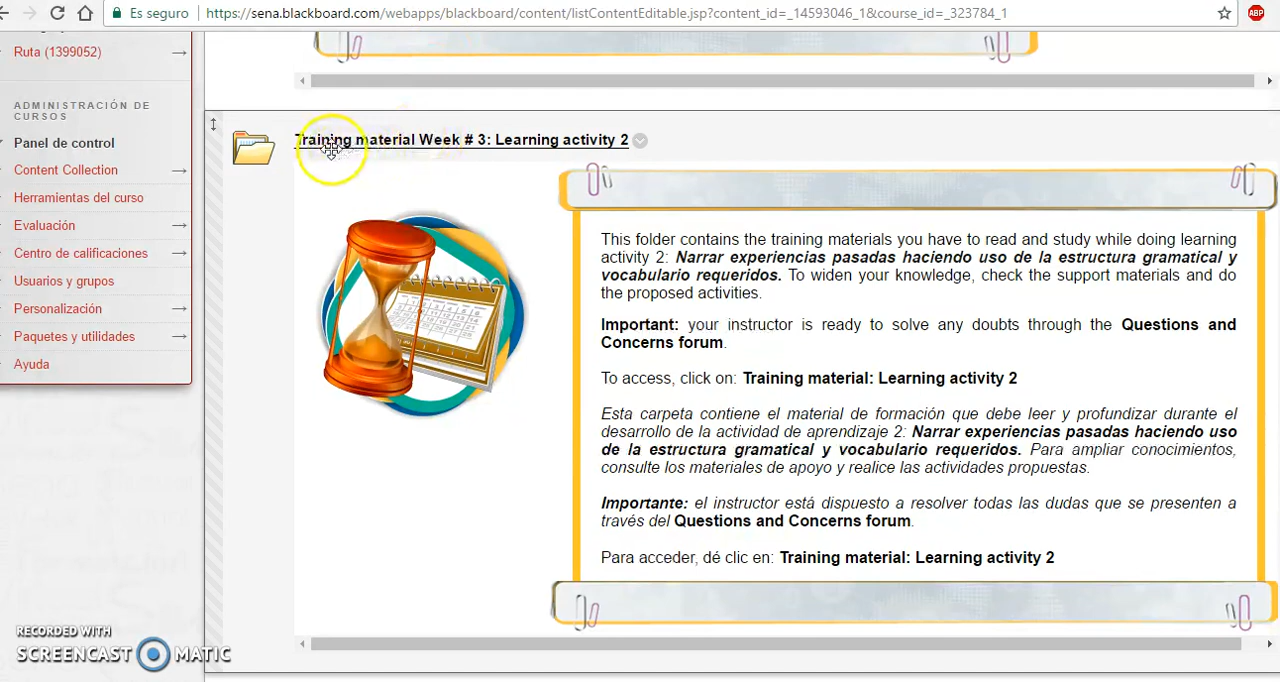 Es seguro
https://sena.blackboard.com/webapps/blackboard/content/listContentEditable.jsp?content_id=_14593046_1&course_id=_323784_1
ABP
Ruta (1399052)
ADMINISTRACIÓN DE
CURSOS
Panel de control
Content Collection
Herramientas del curso
Evaluación
Centro de calificaciones
Usuarios y grupos
Personalización
Paquetes y utilidades
Ayuda
Training material Week # 3: Learning activity 2
This folder contains the training materials you have to read and study while doing learning
activity 2: Narrar experiencias pasadas haciendo uso de la estructura gramatical y
vocabulario requeridos. To widen your knowledge, check the support materials and do
the proposed activities.
Important: your instructor is ready to solve any doubts through the Questions and
Concerns forum.
To access, click on: Training material: Learning activity 2
Esta carpeta contiene el material de formación que debe leer y profundizar durante el
desarrollo de la actividad de aprendizaje 2: Narrar experiencias pasadas haciendo uso
de la estructura gramatical y vocabulario requeridos. Para ampliar conocimientos,
consulte los materiales de apoyo y realice las actividades propuestas.
Importante: el instructor está dispuesto a resolver todas las dudas que se presenten a
través del Questions and Concerns forum.
Para acceder, dé clic en: Training material: Learning activity 2
RECORDED WITH
SCREENCAST MATIC